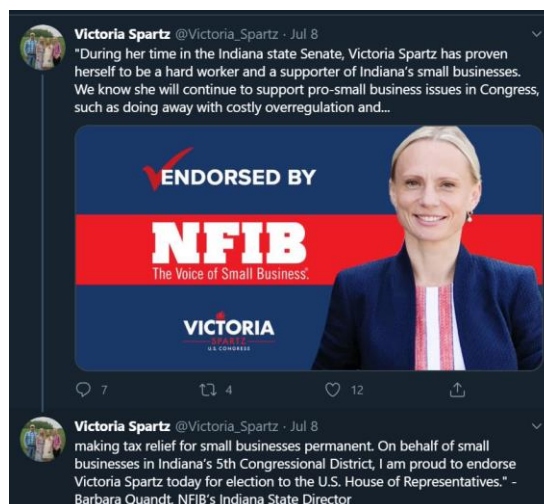 Victoria Spartz @Victoria_Spartz · Jul 8
"During her time in the Indiana state Senate, Victoria Spartz has proven
herself to be a hard worker and a supporter of Indiana's small businesses.
We know she will continue to support pro-small business issues in Congress,
such as doing away with costly overregulation and...
ENDORSED BY
NFIB
The Voice of Small Business.
VICTORIA
SPARTZ
U.S. CONGRESS
7 4 12
Victoria Spartz @Victoria_Spartz · Jul 8
making tax relief for small businesses permanent. On behalf of small
businesses in Indiana's 5th Congressional District, I am proud to endorse
Victoria Spartz today for election to the U.S. House of Representatives." -
Barbara Quandt, NFIB's Indiana State Director